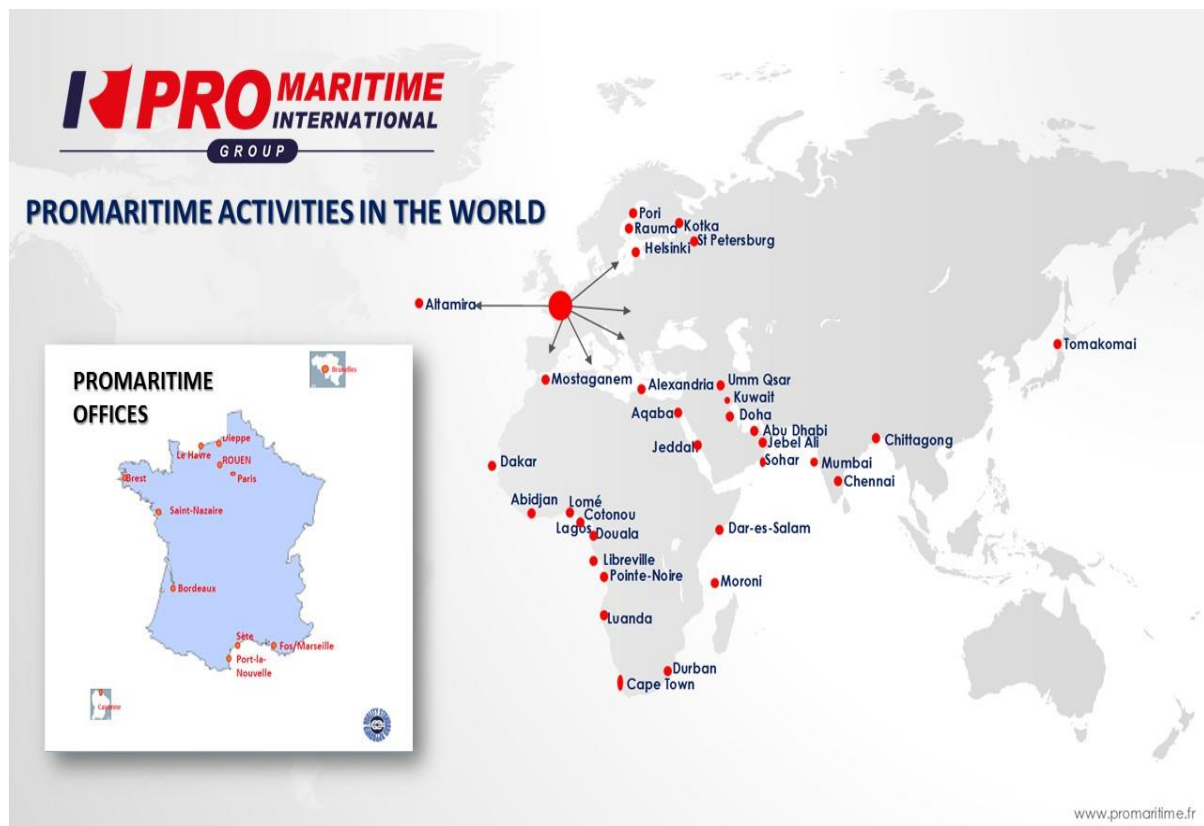 PRO MARITIME
INTERNATIONAL
GROUP
PROMARITIME ACTIVITIES IN THE WORLD
Pori
Rauma
Kotka
St Petersburg
Helsinki
Altamira
Tomakomai
Mostaganem
Alexandria
Umm Qsar
Kuwait
Aqaba
Doha
Abu Dhabi
Jebel Ali
Jeddah
Sohar
Mumbai
Chennai
Chittagong
Dakar
Abidjan
Lomé
Cotonou
Lagos
Douala
Dar-es-Salam
Libreville
Pointe-Noire
Moroni
Luanda
Durban
Cape Town
PROMARITIME
OFFICES
Bruxelles
Dieppe
Le Havre
ROUEN
Paris
Brest
Saint-Nazaire
Bordeaux
Sète
Fos/Marseille
Port-la-
Nouvelle
Cayenne
www.promaritime.fr